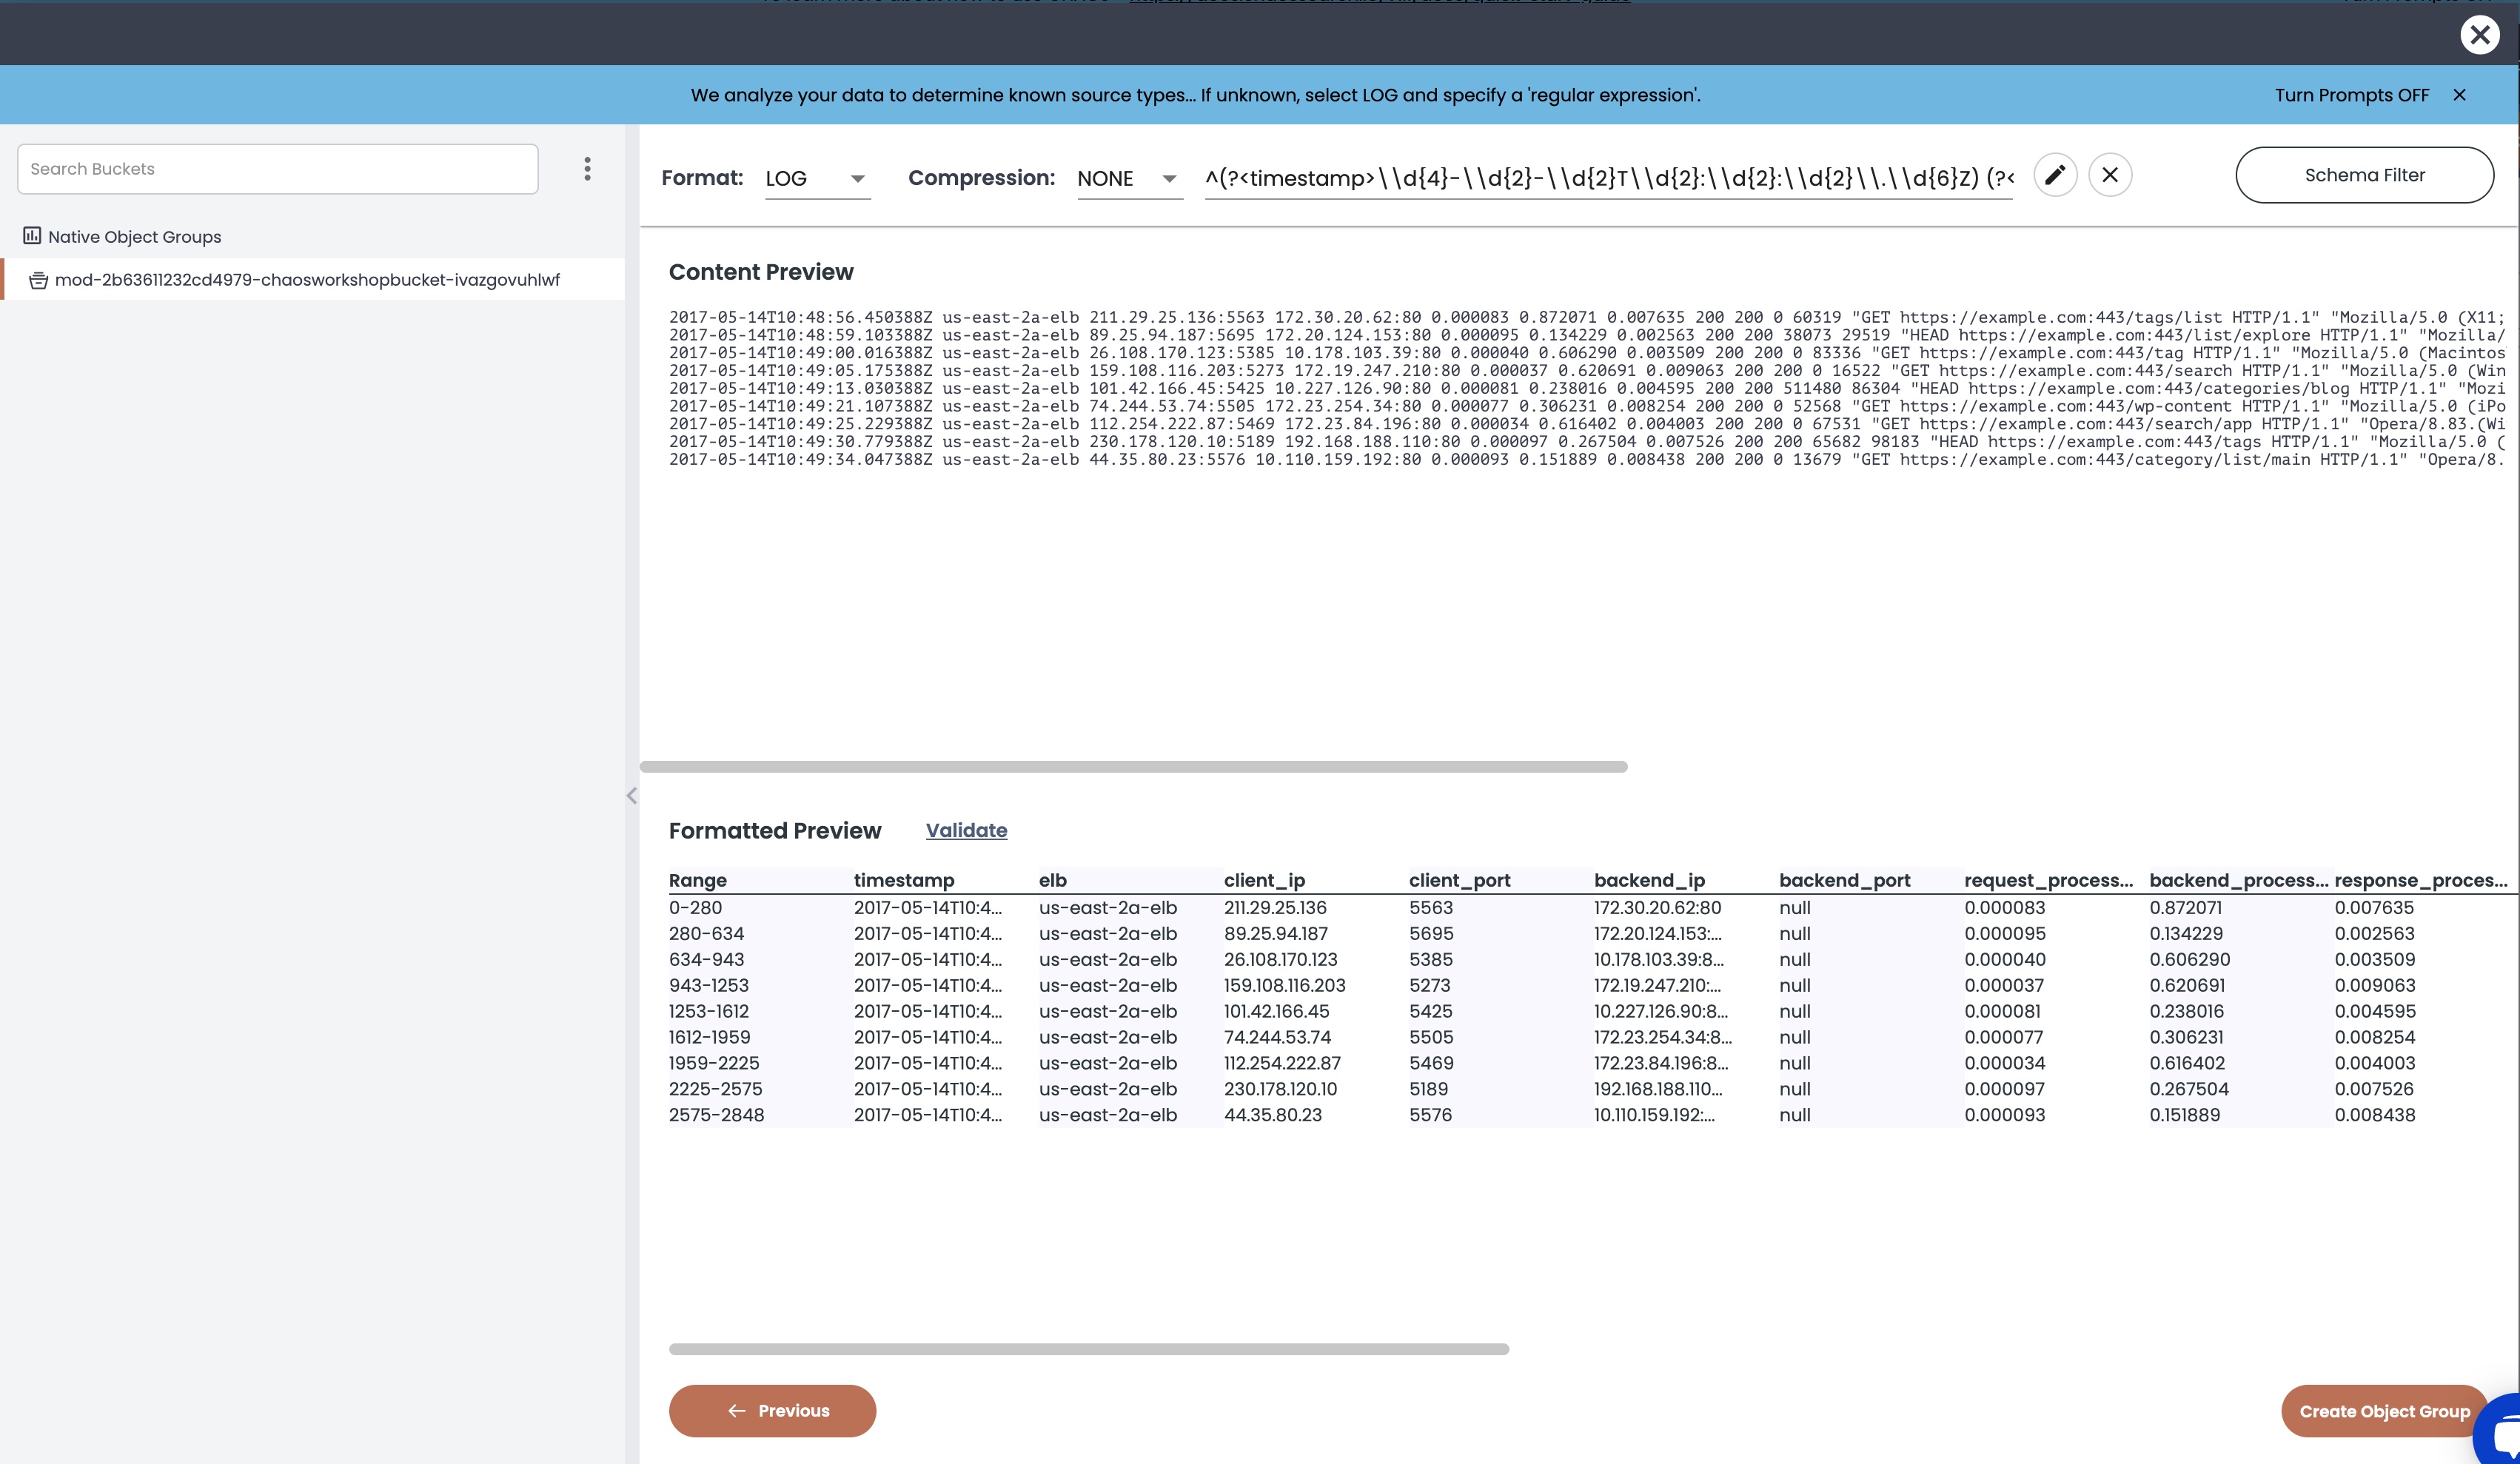 We analyze your data to determine known source types... If unknown, select LOG and specify a 'regular expression'.
Turn Prompts OFF
Search Buckets
Native Object Groups
mod-2b63611232cd4979-chaosworkshopbucket-ivazgovuhlwf
Format: LOG Compression: NONE ^(?<timestamp>\\d{4}-\\d{2}-\\d{2}T\\d{2}:\\d{2}:\\d{2}\\.\\d{6}Z) (?<
Schema Filter
Content Preview
2017-05-14T10:48:56.450388Z us-east-2a-elb 211.29.25.136:5563 172.30.20.62:80 0.000083 0.872071 0.007635 200 200 0 60319 "GET https://example.com:443/tags/list HTTP/1.1" "Mozilla/5.0 (X11;
2017-05-14T10:48:59.103388Z us-east-2a-elb 89.25.94.187:5695 172.20.124.153:80 0.000095 0.134229 0.002563 200 200 38073 29519 "HEAD https://example.com:443/list/explore HTTP/1.1" "Mozilla/
2017-05-14T10:49:00.016388Z us-east-2a-elb 26.108.170.123:5385 10.178.103.39:80 0.000040 0.606290 0.003509 200 200 0 83336 "GET https://example.com:443/tag HTTP/1.1" "Mozilla/5.0 (Macintos
2017-05-14T10:49:05.175388Z us-east-2a-elb 159.108.116.203:5273 172.19.247.210:80 0.000037 0.620691 0.009063 200 200 0 16522 "GET https://example.com:443/search HTTP/1.1" "Mozilla/5.0 (Win
2017-05-14T10:49:13.030388Z us-east-2a-elb 101.42.166.45:5425 10.227.126.90:80 0.000081 0.238016 0.004595 200 200 511480 86304 "HEAD https://example.com:443/categories/blog HTTP/1.1" "Mozi
2017-05-14T10:49:21.107388Z us-east-2a-elb 74.244.53.74:5505 172.23.254.34:80 0.000077 0.306231 0.008254 200 200 0 52568 "GET https://example.com:443/wp-content HTTP/1.1" "Mozilla/5.0 (iPo
2017-05-14T10:49:25.229388Z us-east-2a-elb 112.254.222.87:5469 172.23.84.196:80 0.000034 0.616402 0.004003 200 200 0 67531 "GET https://example.com:443/search/app HTTP/1.1" "Opera/8.83.(Wi
2017-05-14T10:49:30.779388Z us-east-2a-elb 230.178.120.10:5189 192.168.188.110:80 0.000097 0.267504 0.007526 200 200 65682 98183 "HEAD https://example.com:443/tags HTTP/1.1" "Mozilla/5.0 (
2017-05-14T10:49:34.047388Z us-east-2a-elb 44.35.80.23:5576 10.110.159.192:80 0.000093 0.151889 0.008438 200 200 0 13679 "GET https://example.com:443/category/list/main HTTP/1.1" "Opera/8.
Formatted Preview Validate
Range timestamp elb client_ip client_port backend_ip backend_port request_process... backend_process... response_proces...
0-280 2017-05-14T10:4... us-east-2a-elb 211.29.25.136 5563 172.30.20.62:80 null 0.000083 0.872071 0.007635
280-634 2017-05-14T10:4... us-east-2a-elb 89.25.94.187 5695 172.20.124.153:... null 0.000095 0.134229 0.002563
634-943 2017-05-14T10:4... us-east-2a-elb 26.108.170.123 5385 10.178.103.39:8... null 0.000040 0.606290 0.003509
943-1253 2017-05-14T10:4... us-east-2a-elb 159.108.116.203 5273 172.19.247.210:... null 0.000037 0.620691 0.009063
1253-1612 2017-05-14T10:4... us-east-2a-elb 101.42.166.45 5425 10.227.126.90:8... null 0.000081 0.238016 0.004595
1612-1959 2017-05-14T10:4... us-east-2a-elb 74.244.53.74 5505 172.23.254.34:8... null 0.000077 0.306231 0.008254
1959-2225 2017-05-14T10:4... us-east-2a-elb 112.254.222.87 5469 172.23.84.196:8... null 0.000034 0.616402 0.004003
2225-2575 2017-05-14T10:4... us-east-2a-elb 230.178.120.10 5189 192.168.188.110... null 0.000097 0.267504 0.007526
2575-2848 2017-05-14T10:4... us-east-2a-elb 44.35.80.23 5576 10.110.159.192:... null 0.000093 0.151889 0.008438
Previous
Create Object Group